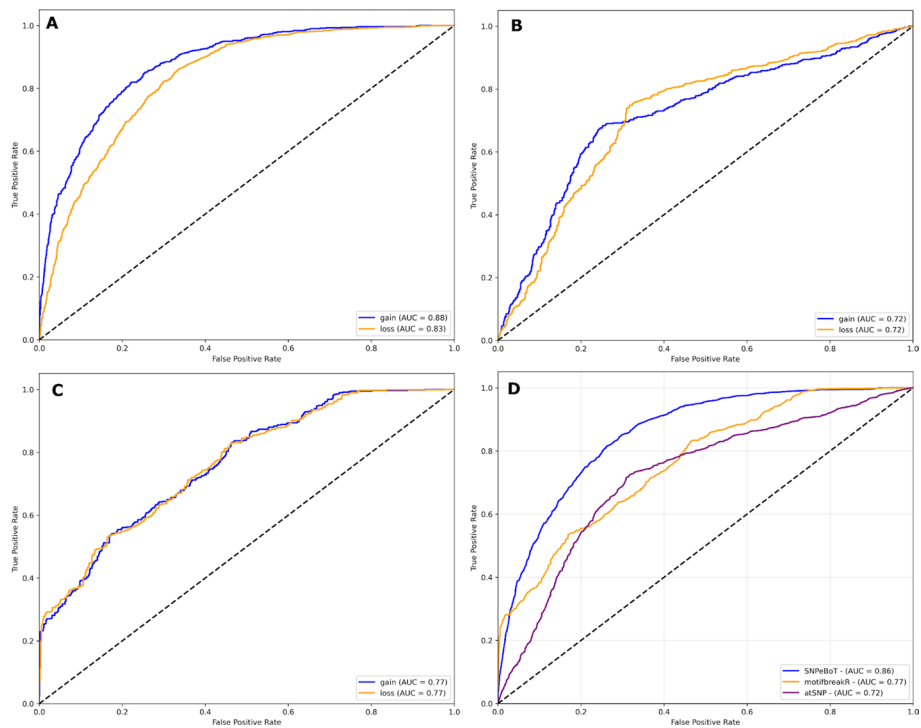 A
1.0
0.8
0.6
0.4
0.2
0.0
True Positive Rate
0.0 0.2 0.4 0.6 0.8 1.0
False Positive Rate
gain (AUC = 0.88)
loss (AUC = 0.83)
B
1.0
0.8
0.6
0.4
0.2
0.0
True Positive Rate
0.0 0.2 0.4 0.6 0.8 1.0
False Positive Rate
gain (AUC = 0.72)
loss (AUC = 0.72)
C
1.0
0.8
0.6
0.4
0.2
0.0
True Positive Rate
0.0 0.2 0.4 0.6 0.8 1.0
False Positive Rate
gain (AUC = 0.77)
loss (AUC = 0.77)
D
1.0
0.8
0.6
0.4
0.2
0.0
True Positive Rate
0.0 0.2 0.4 0.6 0.8 1.0
False Positive Rate
SNPeBoT - (AUC = 0.86)
motifbreakR - (AUC = 0.77)
atSNP - (AUC = 0.72)